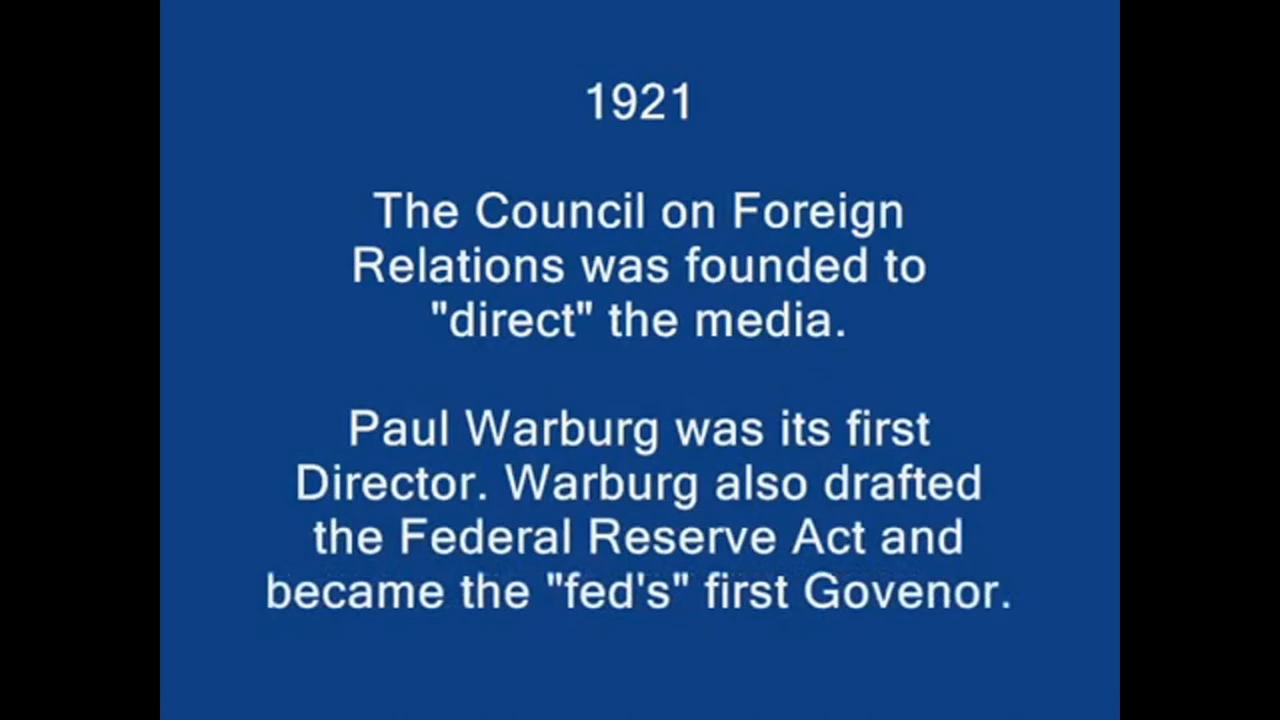 1921
The Council on Foreign
Relations was founded to
"direct" the media.
Paul Warburg was its first
Director. Warburg also drafted
the Federal Reserve Act and
became the "fed's" first Govenor.